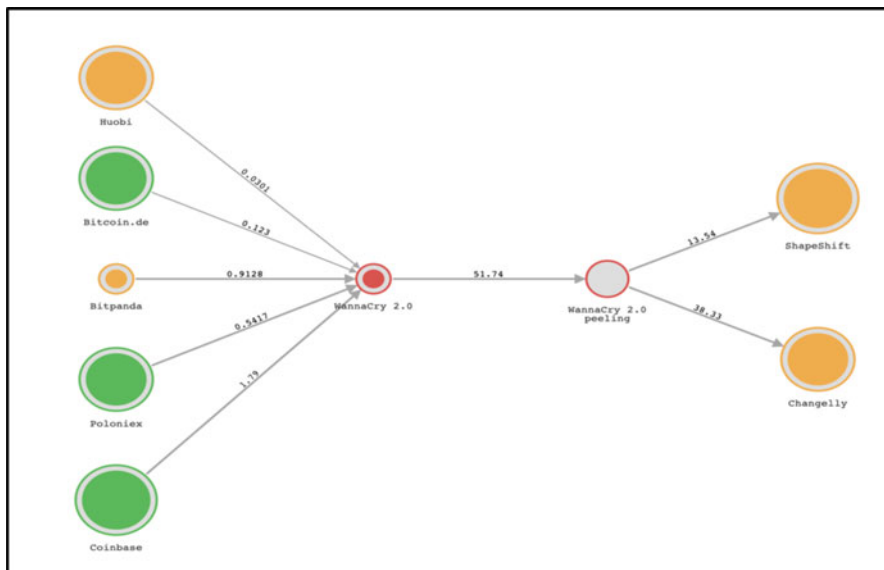 Huobi
0.0301
Bitcoin.de
0.123
Bitpanda
0.9128
WannaCry 2.0
51.74
WannaCry 2.0
peeling
13.54
ShapeShift
38.33
Changelly
Poloniex
0.5417
Coinbase
1.79